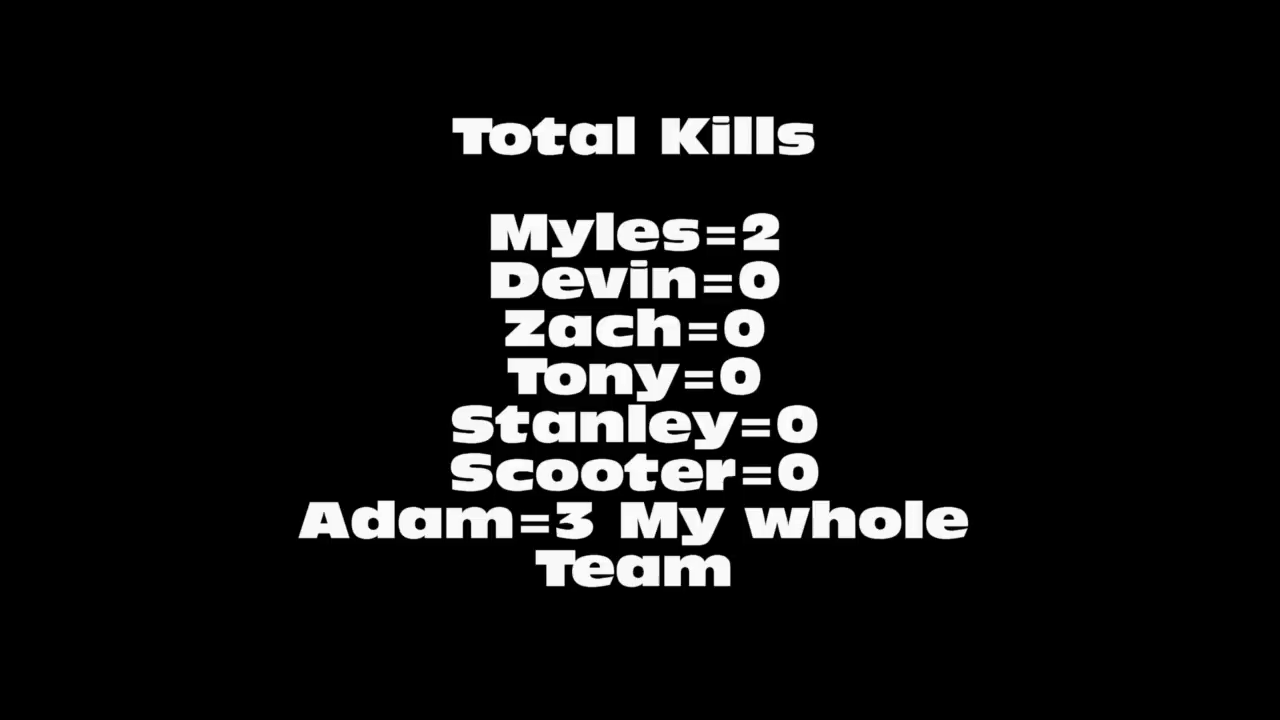 Total Kills
Myles=2
Devin=0
Zach=0
Tony=0
Stanley=0
Scooter=0
Adam=3 My whole
Team